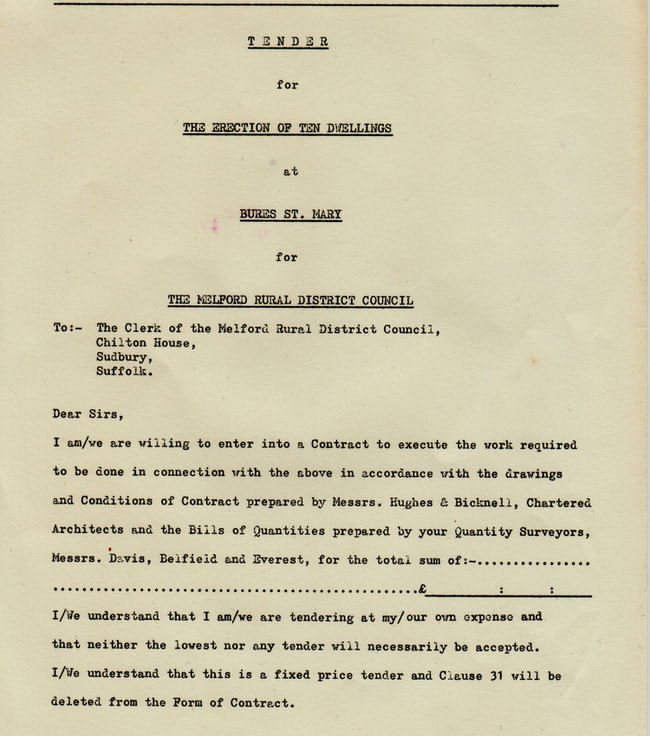 T E N D E R
for
THE ERECTION OF TEN DWELLINGS
at
BURES ST. MARY
for
THE MELFORD RURAL DISTRICT COUNCIL
To:- The Clerk of the Melford Rural District Council,
Chilton House,
Sudbury,
Suffolk.
Dear Sirs,
I am/we are willing to enter into a Contract to execute the work required
to be done in connection with the above in accordance with the drawings
and Conditions of Contract prepared by Messrs. Hughes & Bicknell, Chartered
Architects and the Bills of Quantities prepared by your Quantity Surveyors,
Messrs. Davis, Belfield and Everest, for the total sum of:-................
..................................................£ : :
I/We understand that I am/we are tendering at my/our own expense and
that neither the lowest nor any tender will necessarily be accepted.
I/We understand that this is a fixed price tender and Clause 31 will be
deleted from the Form of Contract.